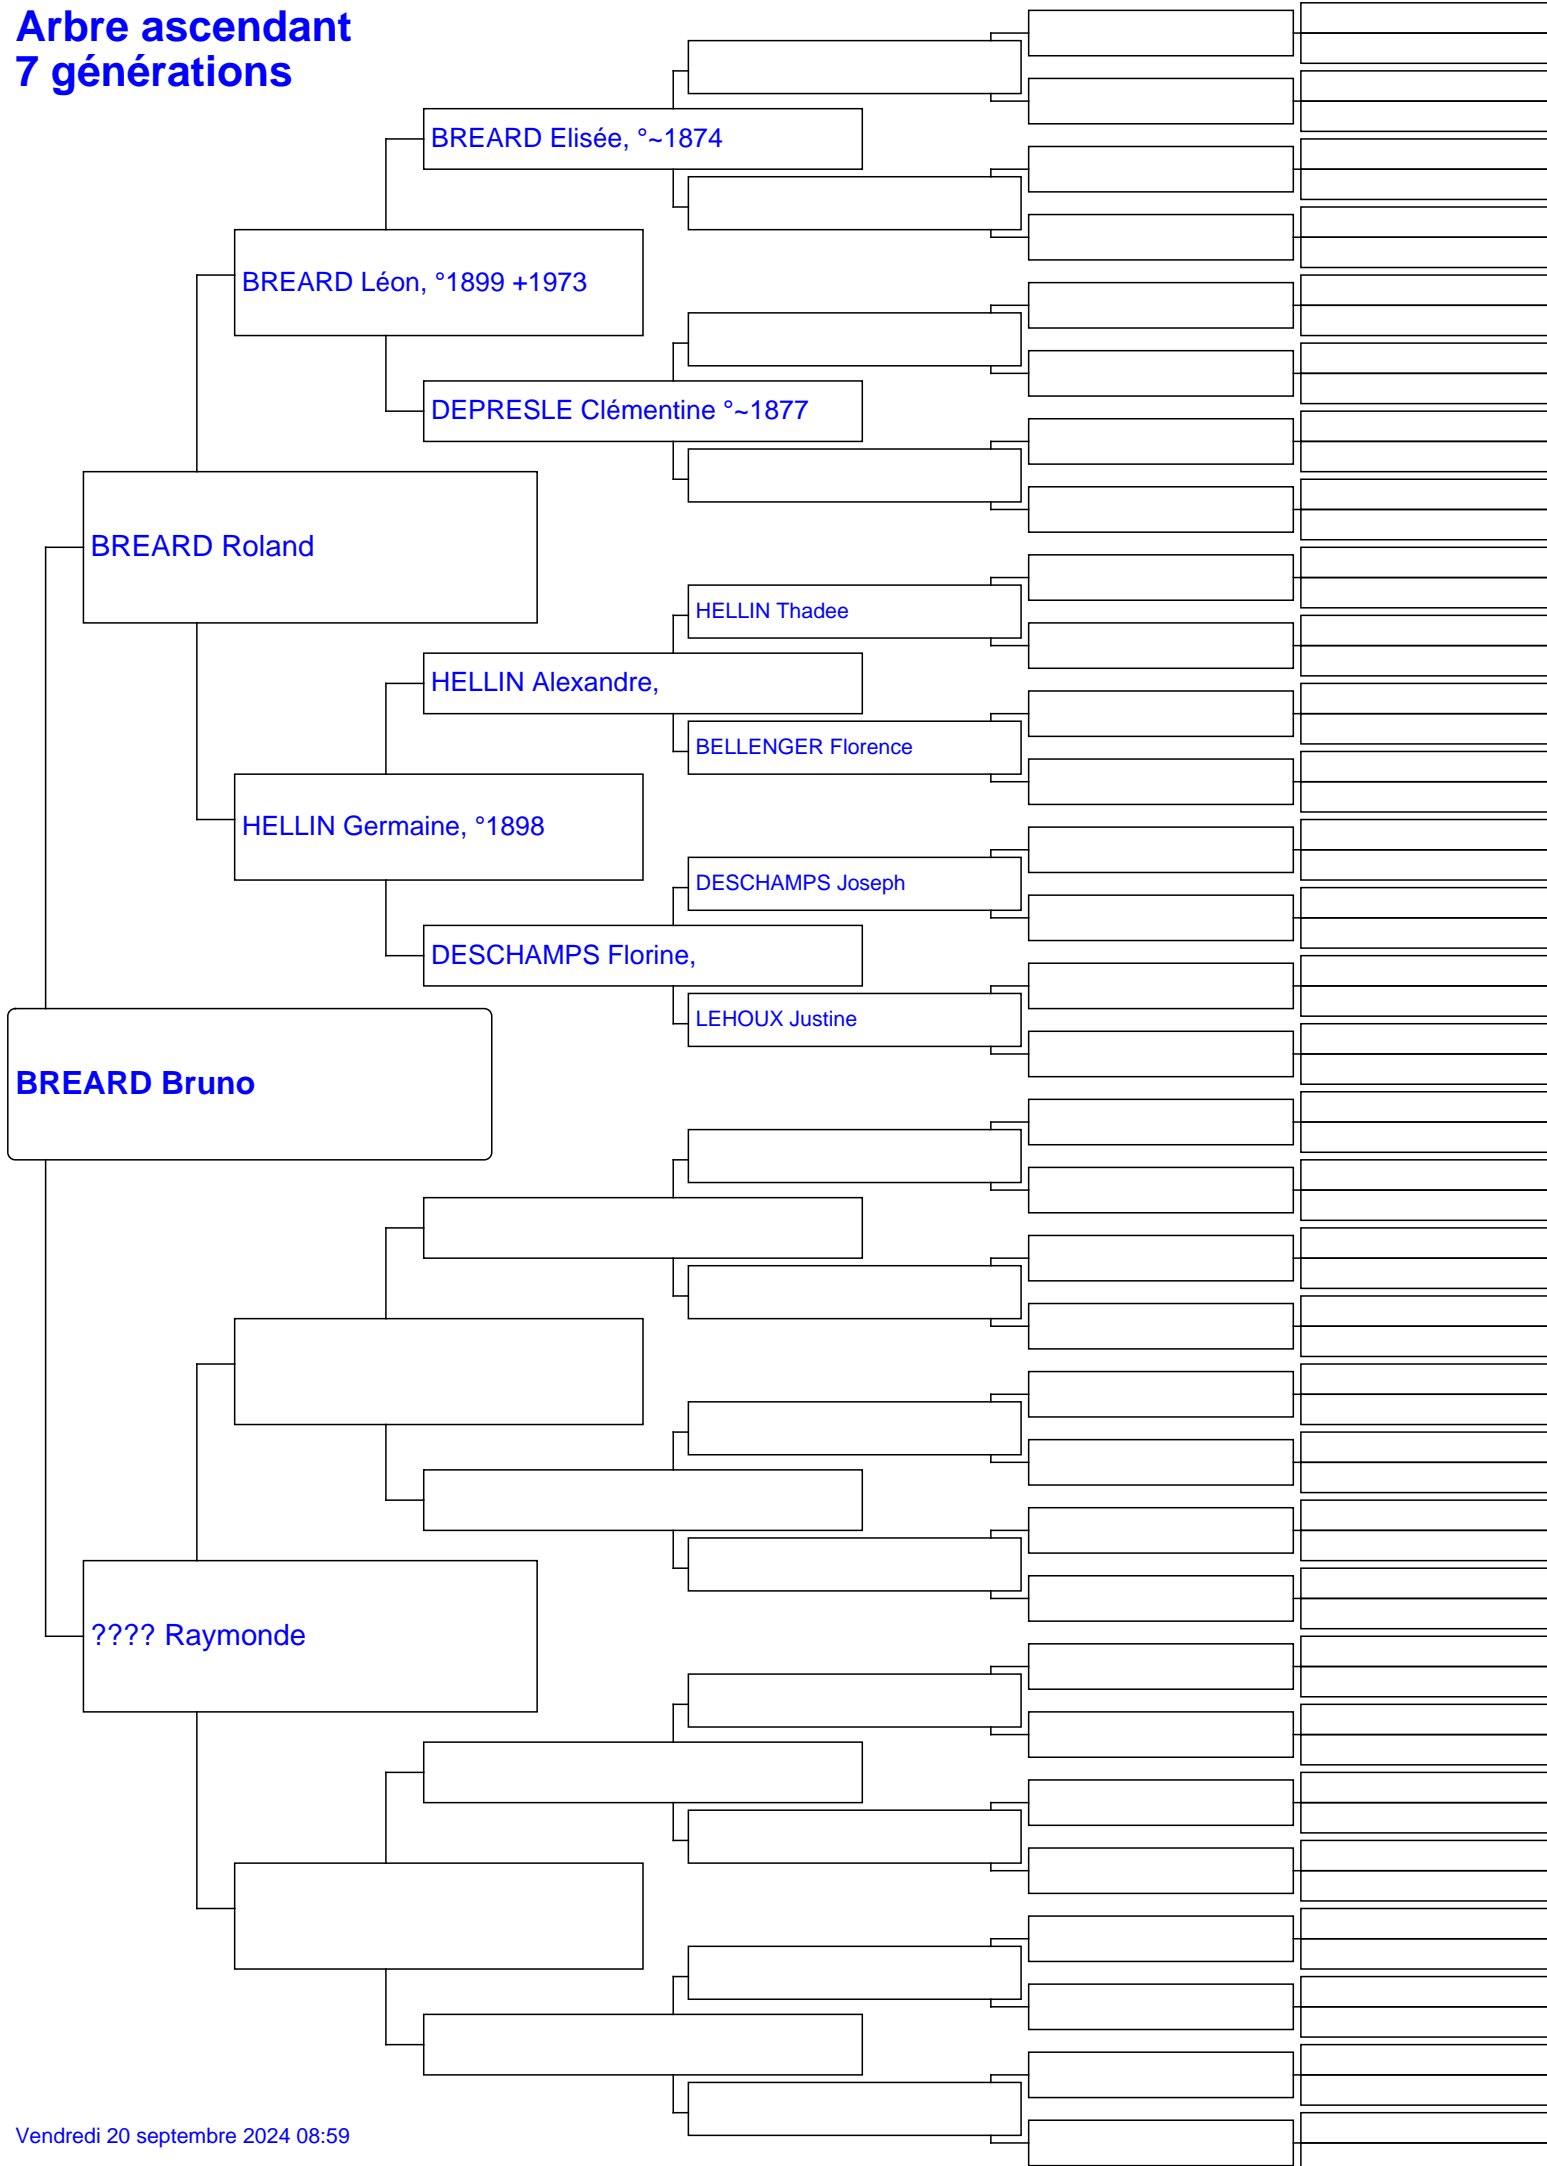 Arbre ascendant
7 générations
BREARD Elisée, °~1874
BREARD Léon, °1899 +1973
DEPRESLE Clémentine °~1877
BREARD Roland
HELLIN Thadee
HELLIN Alexandre,
BELLENGER Florence
HELLIN Germaine, °1898
DESCHAMPS Joseph
DESCHAMPS Florine,
LEHOUX Justine
BREARD Bruno
???? Raymonde
Vendredi 20 septembre 2024 08:59